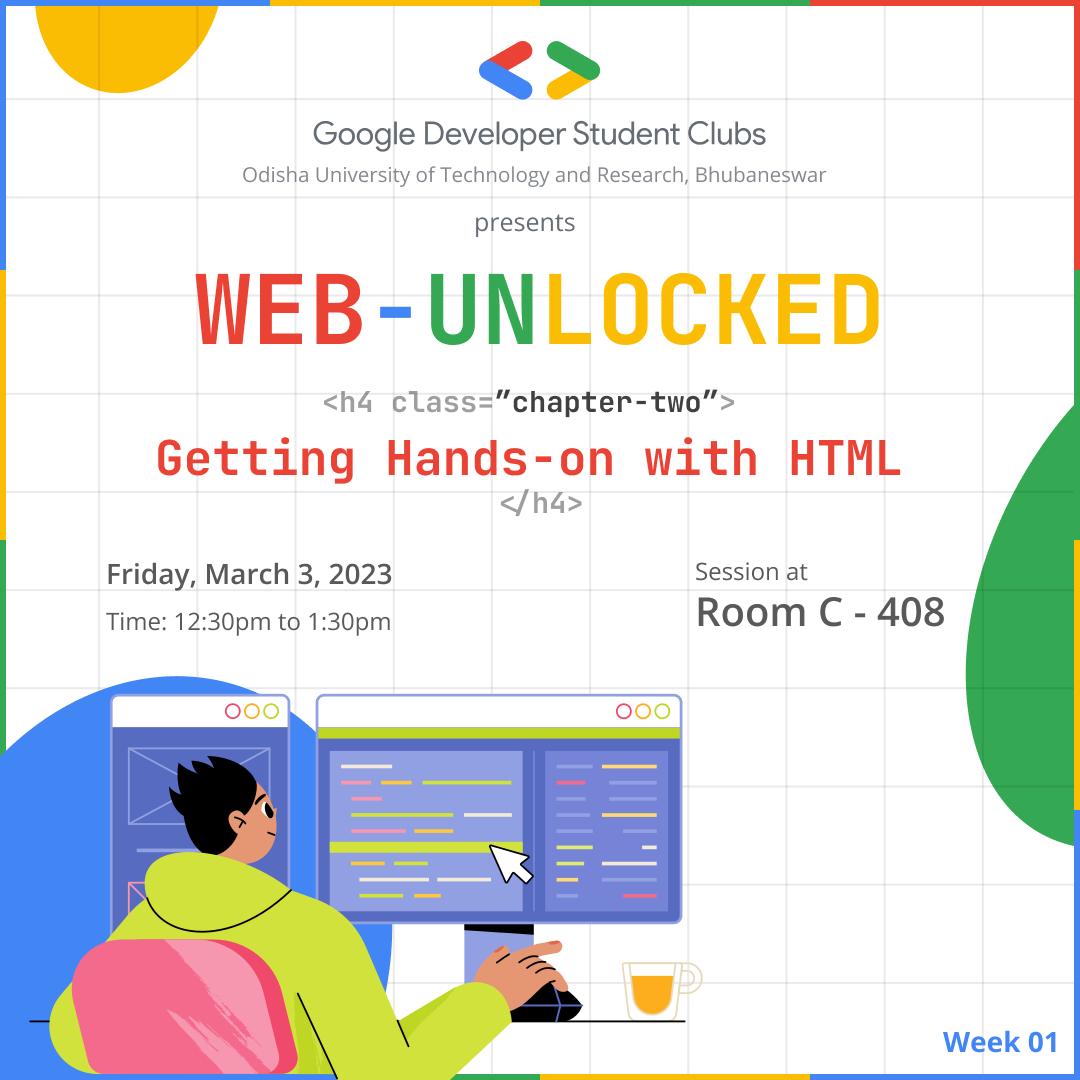 Google Developer Student Clubs
Odisha University of Technology and Research, Bhubaneswar
presents
WEB-UNLOCKED
<h4 class=”chapter-two”>
Getting Hands-on with HTML
</h4>
Friday, March 3, 2023
Time: 12:30pm to 1:30pm
Session at
Room C - 408
Week 01